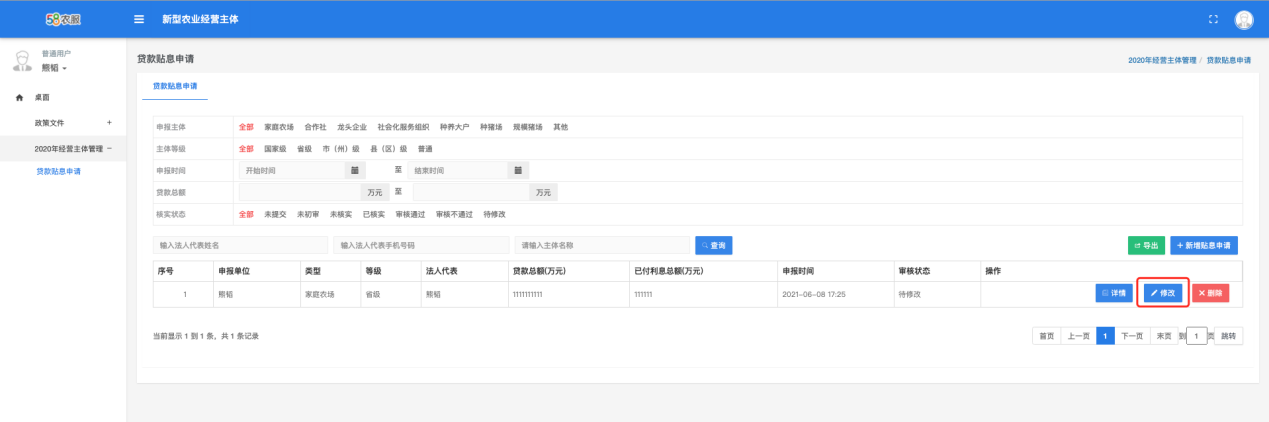 58农服
新型农业经营主体
普通用户
熊韬
桌面
政策文件 +
2020年经营主体管理 −
贷款贴息申请
贷款贴息申请
2020年经营主体管理 / 贷款贴息申请
贷款贴息申请
申报主体 全部 家庭农场 合作社 龙头企业 社会化服务组织 种养大户 种猪场 规模猪场 其他
主体等级 全部 国家级 省级 市（州）级 县（区）级 普通
申报时间 开始时间 至 结束时间
贷款总额 万元 至 万元
核实状态 全部 未提交 未初审 未核实 已核实 审核通过 审核不通过 待修改
输入法人代表姓名 输入法人代表手机号码 请输入主体名称 查询 导出 +新增贴息申请
序号 申报单位 类型 等级 法人代表 贷款总额(万元) 已付利息总额(万元) 申报时间 审核状态 操作
1 熊韬 家庭农场 省级 熊韬 1111111111 111111 2021-06-08 17:25 待修改 详情 修改 ×删除
当前显示 1 到 1 条，共 1 条记录
首页 上一页 1 下一页 末页 到 1 页 跳转